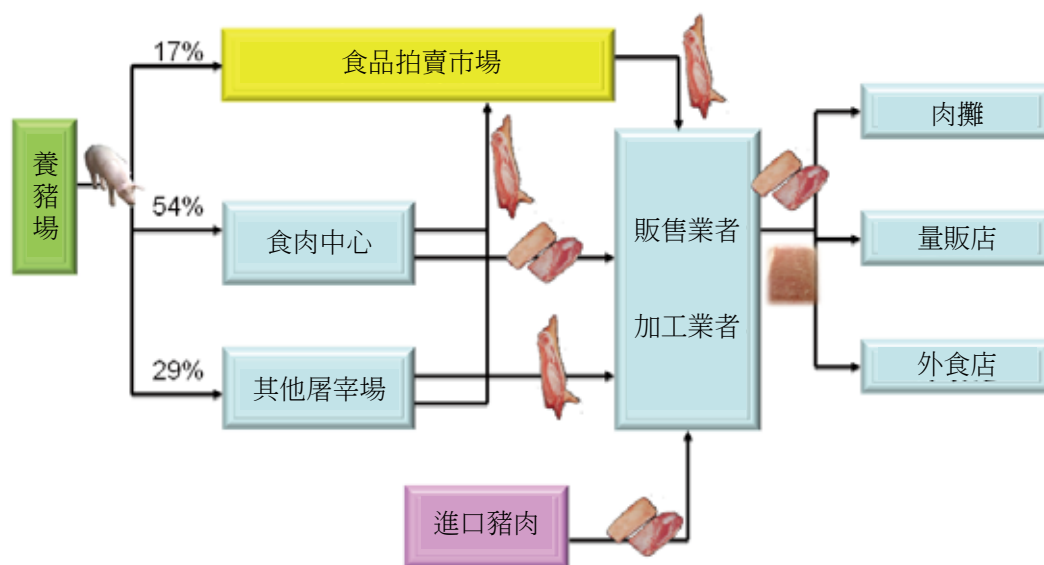 17%
食品拍賣市場
養豬場
54%
食肉中心
29%
其他屠宰場
販售業者
加工業者
進口豬肉
肉攤
量販店
外食店